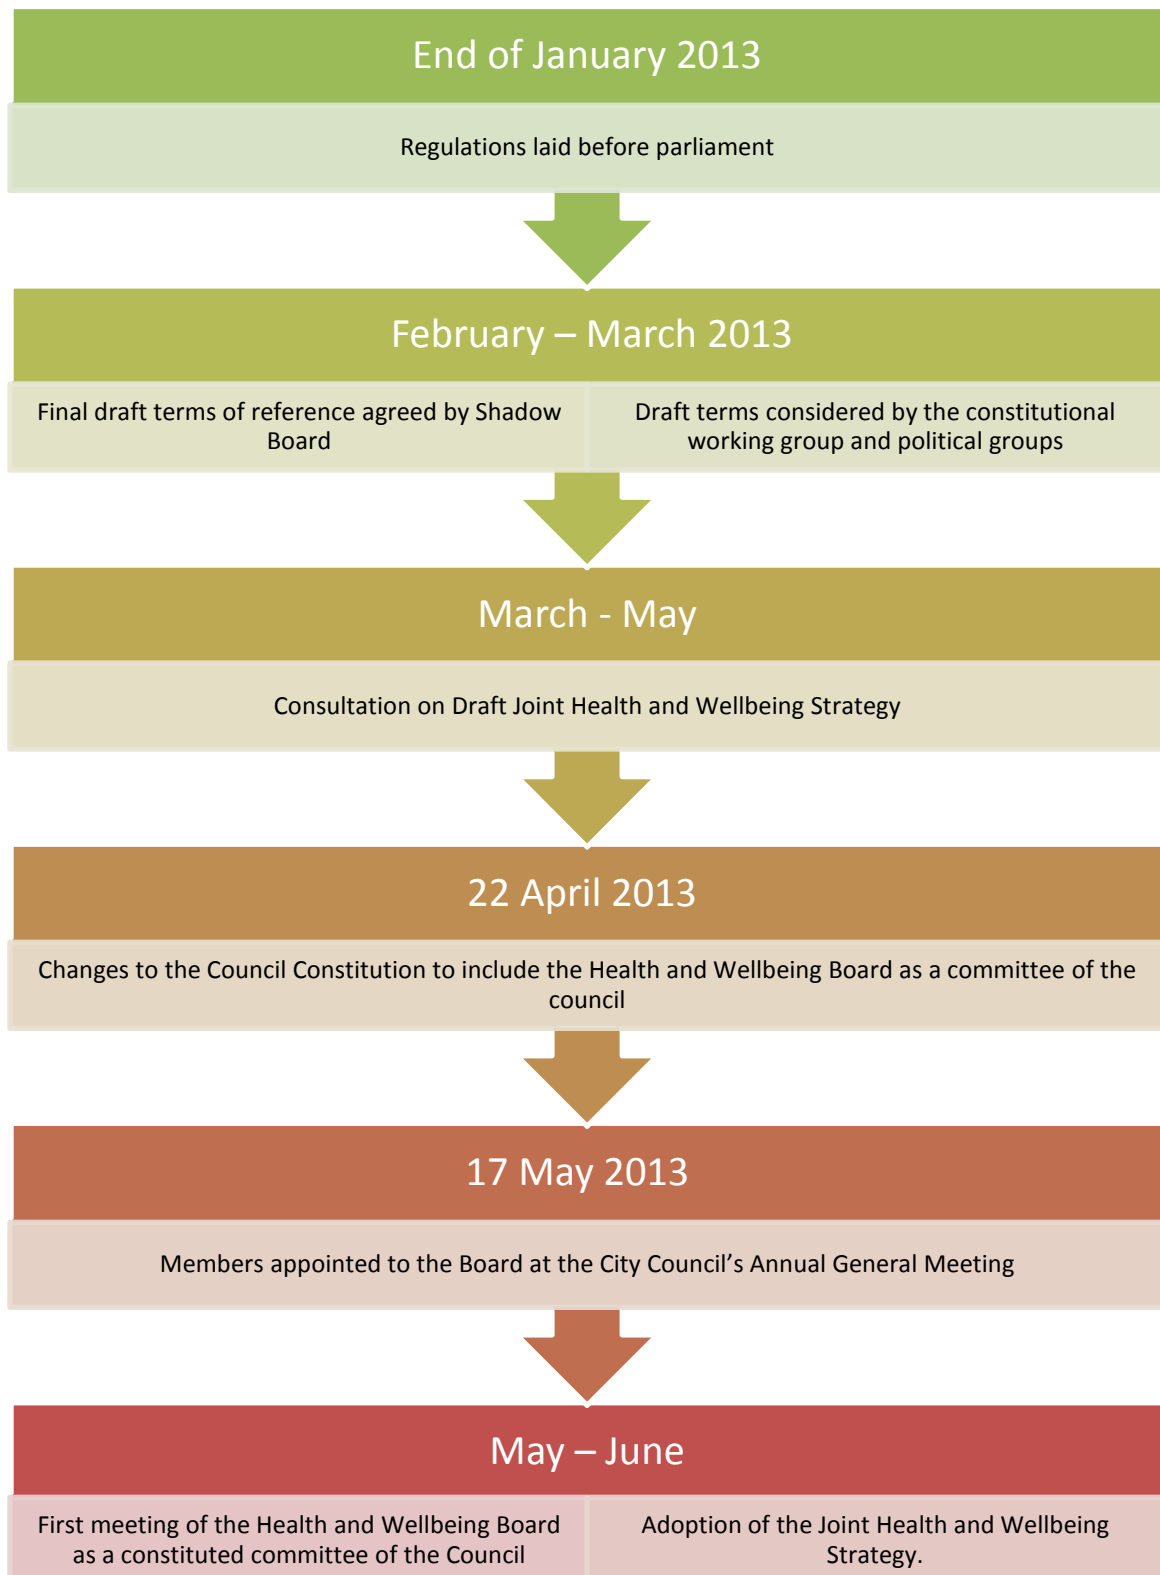 End of January 2013
Regulations laid before parliament
February – March 2013
Final draft terms of reference agreed by Shadow
Board
Draft terms considered by the constitutional
working group and political groups
March - May
Consultation on Draft Joint Health and Wellbeing Strategy
22 April 2013
Changes to the Council Constitution to include the Health and Wellbeing Board as a committee of the
council
17 May 2013
Members appointed to the Board at the City Council’s Annual General Meeting
May – June
First meeting of the Health and Wellbeing Board
as a constituted committee of the Council
Adoption of the Joint Health and Wellbeing
Strategy.